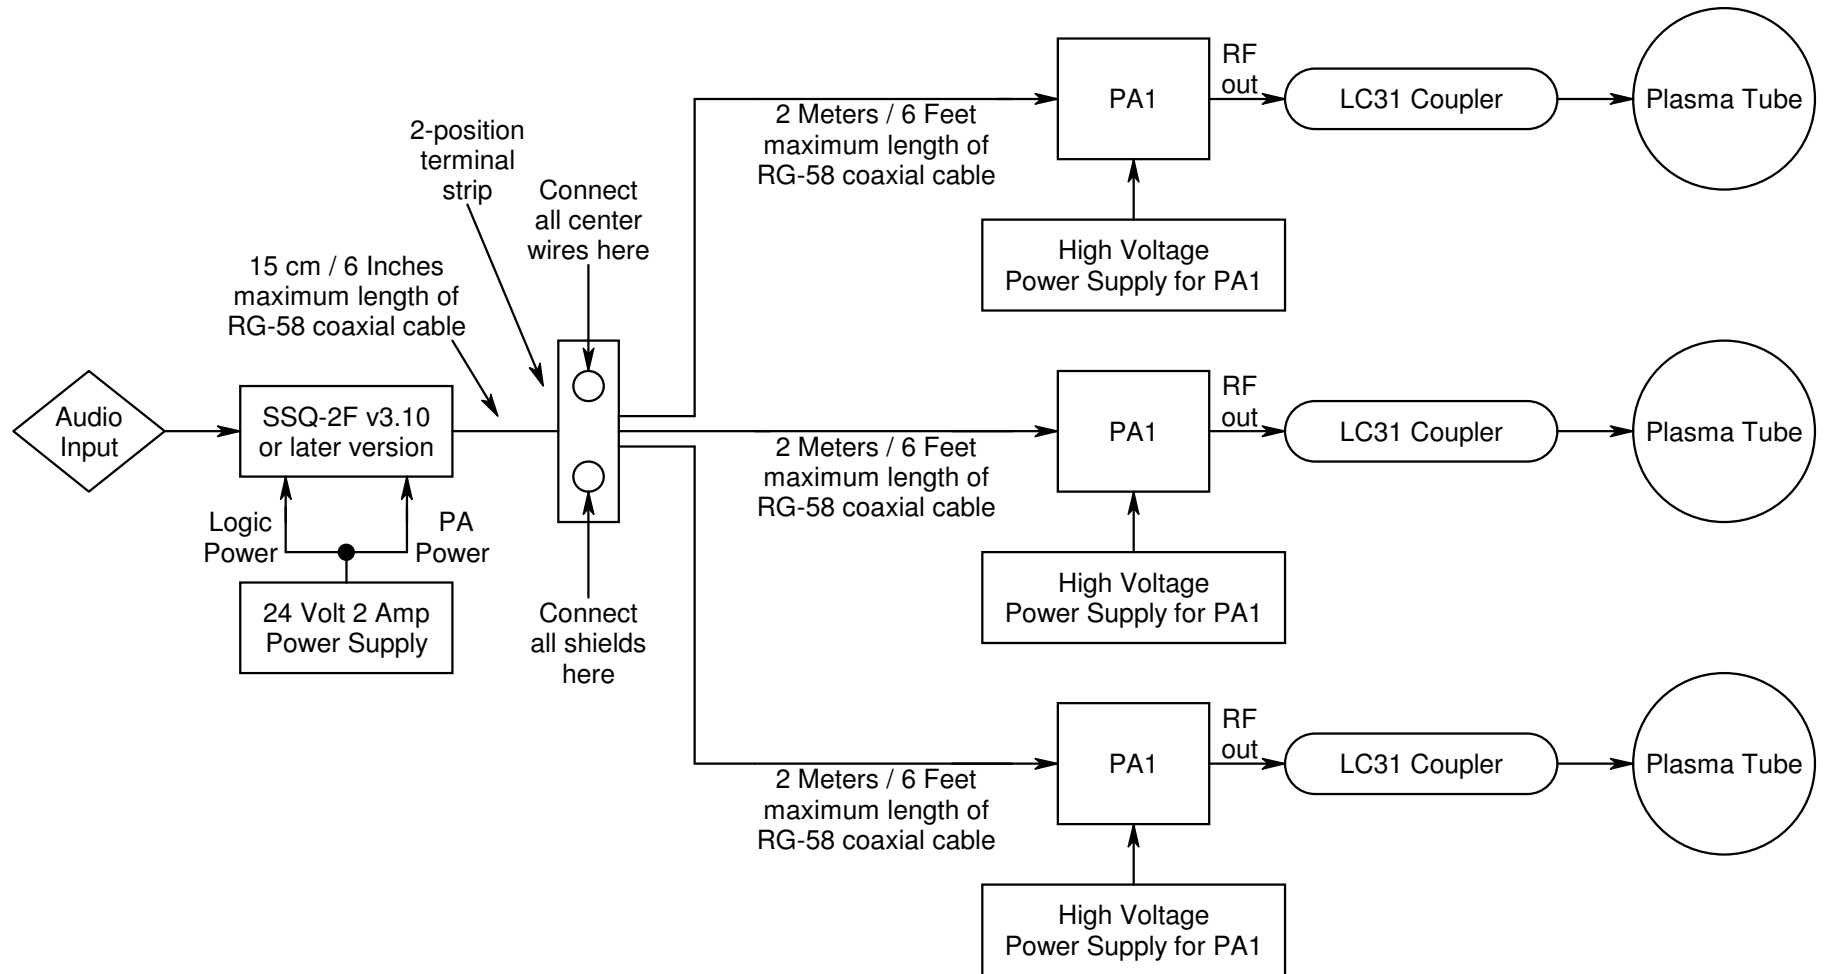 Audio
Input
SSQ-2F v3.10
or later version
Logic
Power
PA
Power
24 Volt 2 Amp
Power Supply
15 cm / 6 Inches
maximum length of
RG-58 coaxial cable
2-position
terminal
strip
Connect
all center
wires here
Connect
all shields
here
2 Meters / 6 Feet
maximum length of
RG-58 coaxial cable
PA1
RF
out
LC31 Coupler
Plasma Tube
High Voltage
Power Supply for PA1
2 Meters / 6 Feet
maximum length of
RG-58 coaxial cable
PA1
RF
out
LC31 Coupler
Plasma Tube
High Voltage
Power Supply for PA1
2 Meters / 6 Feet
maximum length of
RG-58 coaxial cable
PA1
RF
out
LC31 Coupler
Plasma Tube
High Voltage
Power Supply for PA1